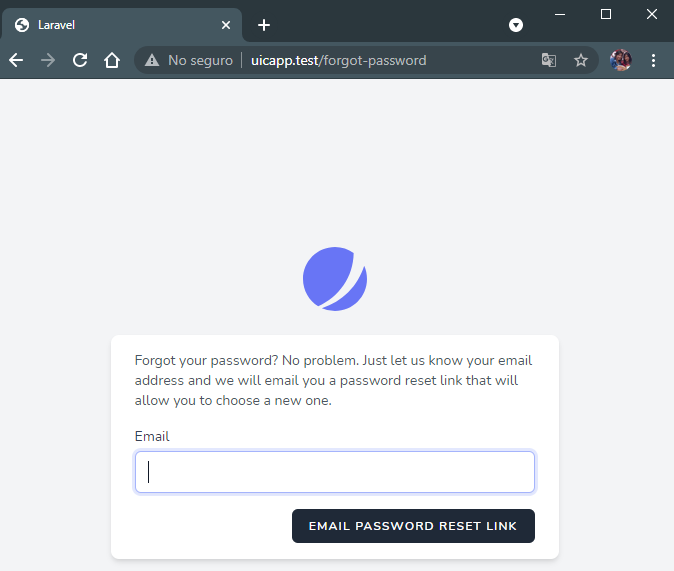 Laravel
No seguro
uicapp.test/forgot-password
Forgot your password? No problem. Just let us know your email
address and we will email you a password reset link that will
allow you to choose a new one.
Email
EMAIL PASSWORD RESET LINK